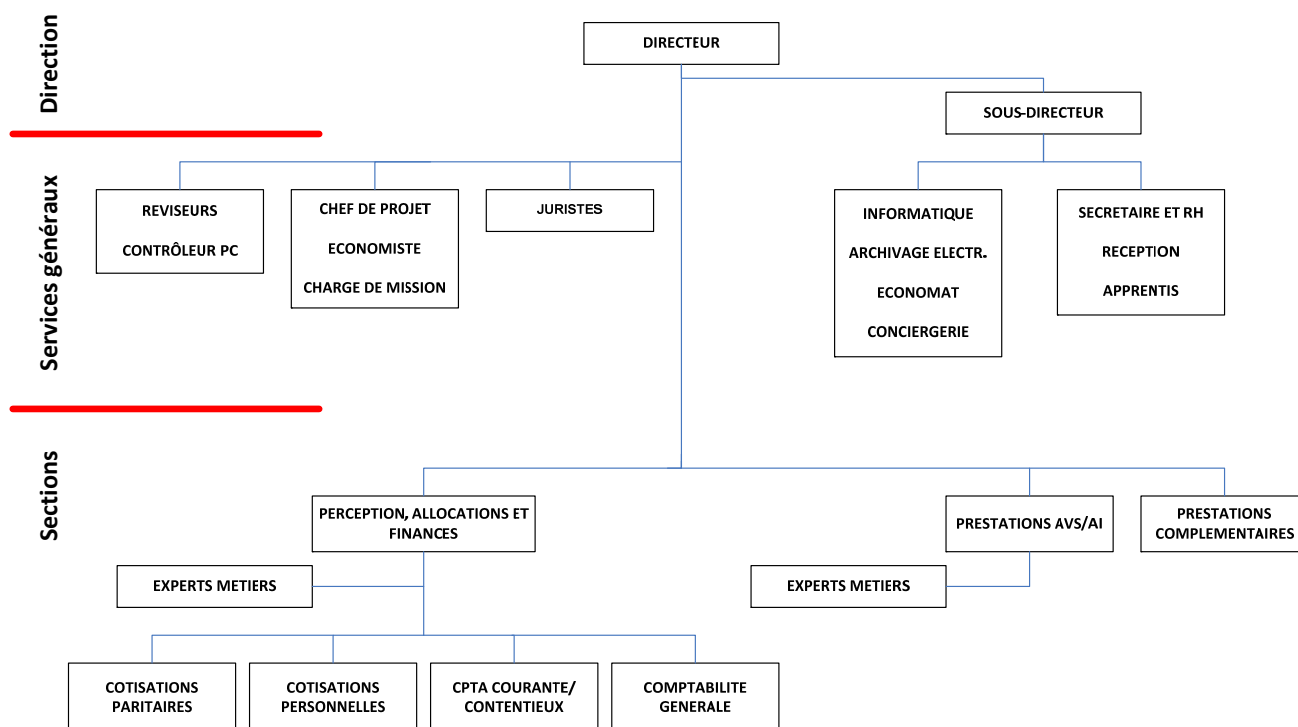 Direction
DIRECTEUR
SOUS-DIRECTEUR
Services généraux
REVISEURS
CONTRÔLEUR PC
CHEF DE PROJET
ECONOMISTE
CHARGE DE MISSION
JURISTES
INFORMATIQUE
ARCHIVAGE ELECTR.
ECONOMAT
CONCIERGERIE
SECRETAIRE ET RH
RECEPTION
APPRENTIS
Sections
PERCEPTION, ALLOCATIONS ET
FINANCES
PRESTATIONS AVS/AI
PRESTATIONS
COMPLEMENTAIRES
EXPERTS METIERS
EXPERTS METIERS
COTISATIONS
PARITAIRES
COTISATIONS
PERSONNELLES
CPTA COURANTE/
CONTENTIEUX
COMPTABILITE
GENERALE